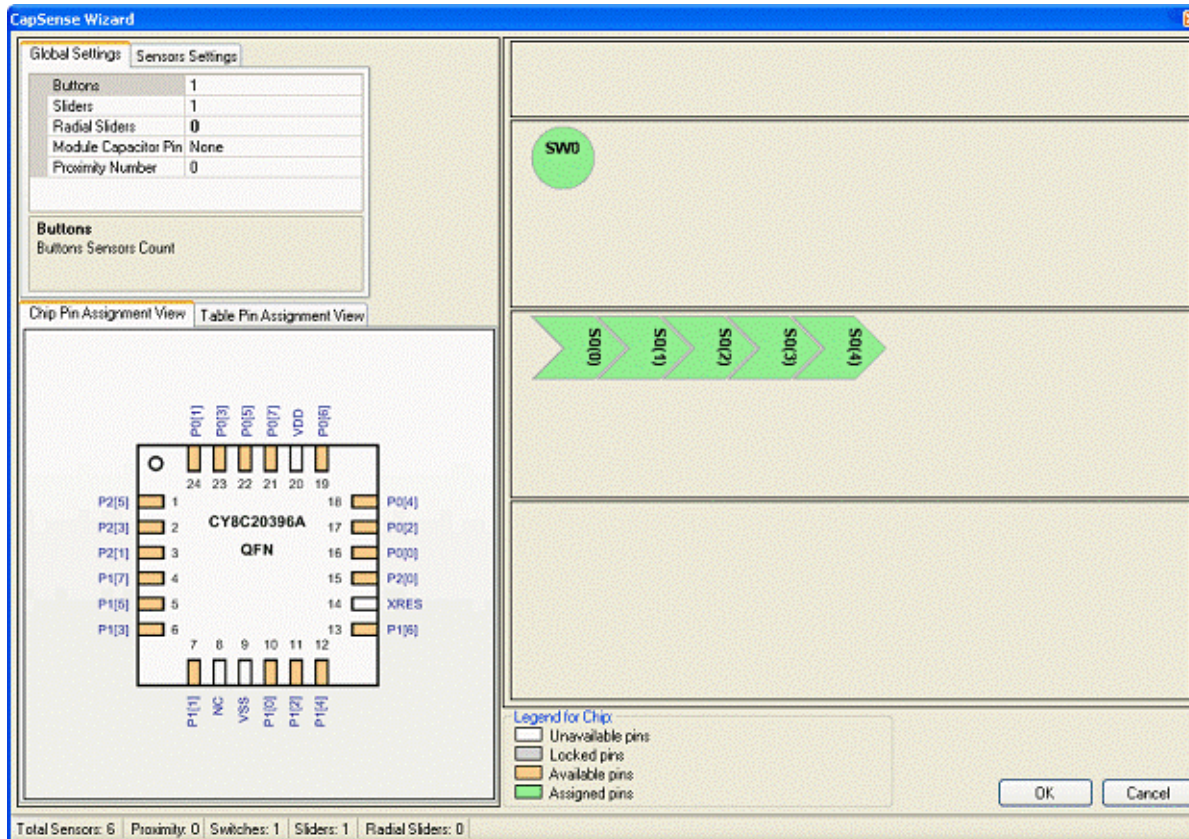 CapSense Wizard
Global Settings Sensors Settings
Buttons 1
Sliders 1
Radial Sliders 0
Module Capacitor Pin None
Proximity Number 0
Buttons
Buttons Sensors Count
Chip Pin Assignment View Table Pin Assignment View
P0[1] P0[3] P0[5] P0[7] VDD P0[6]
24 23 22 21 20 19
P2[5] 1 18 P0[4]
P2[3] 2 CY8C20396A 17 P0[2]
P2[1] 3 QFN 16 P0[0]
P1[7] 4 15 P2[0]
P1[5] 5 14 XRES
P1[3] 6 13 P1[6]
7 8 9 10 11 12
P1[1] NC VSS P1[0] P1[2] P1[4]
SW0
S0(0) S0(1) S0(2) S0(3) S0(4)
Legend for Chip:
Unavailable pins
Locked pins
Available pins
Assigned pins
OK Cancel
Total Sensors: 6 Proximity: 0 Switches: 1 Sliders: 1 Radial Sliders: 0